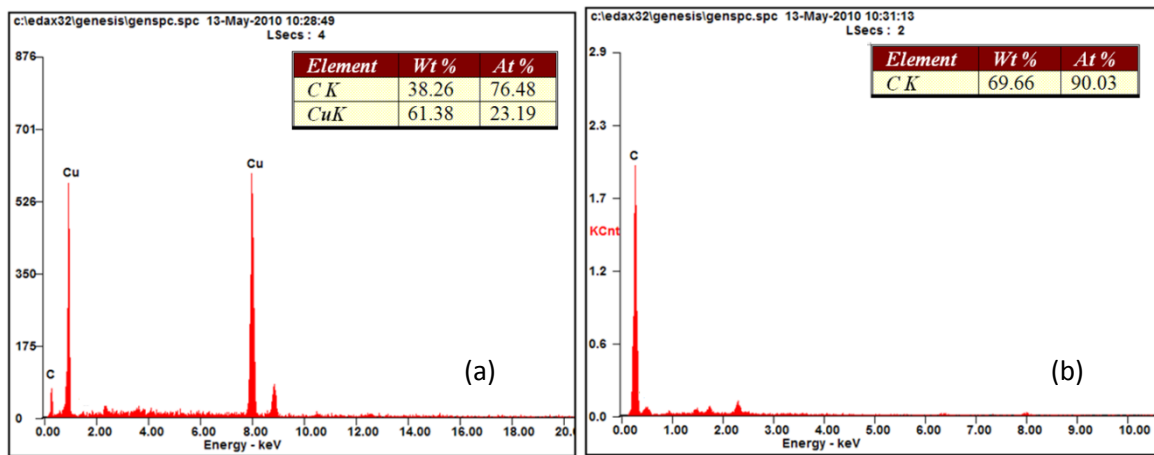 c:\edax32\genesis\genspc.spc 13-May-2010 10:28:49
LSecs : 4
Element Wt % At %
C K 38.26 76.48
CuK 61.38 23.19
876
701
526
350
175
0
C
Cu
Cu
(a)
0.00 2.00 4.00 6.00 8.00 10.00 12.00 14.00 16.00 18.00 20.0
Energy - keV
c:\edax32\genesis\genspc.spc 13-May-2010 10:31:13
LSecs : 2
Element Wt % At %
C K 69.66 90.03
2.9
2.3
1.7
KCnt
1.2
0.6
0.0
C
(b)
0.00 1.00 2.00 3.00 4.00 5.00 6.00 7.00 8.00 9.00 10.00
Energy - keV